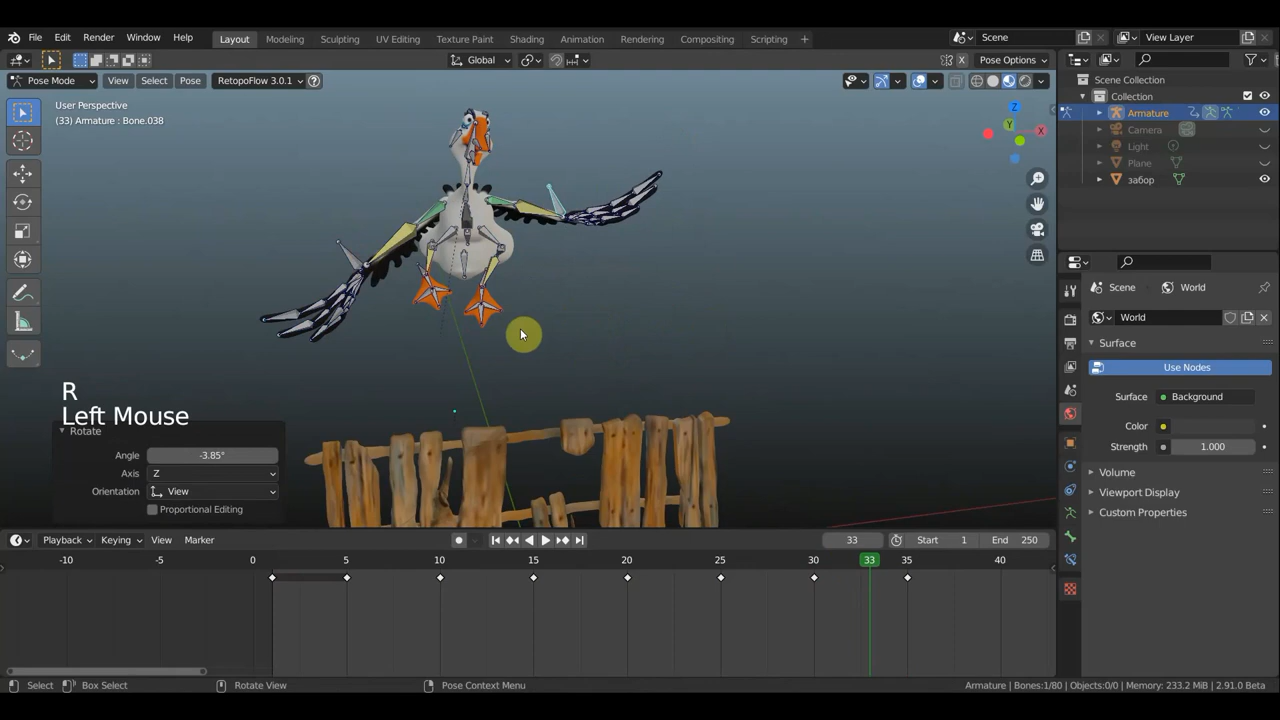 File Edit Render Window Help Layout Modeling Sculpting UV Editing Texture Paint Shading Animation Rendering Compositing Scripting + Scene View Layer
Global X Pose Options
Pose Mode View Select Pose RetopoFlow 3.0.1 ?
Scene Collection
Collection
Armature
Camera
Light
Plane
забор
User Perspective
(33) Armature : Bone.038
Z
Y
X
R
Left Mouse
Rotate
Angle -3.85°
Axis Z
Orientation View
Proportional Editing
Scene World
World
Surface
Use Nodes
Surface Background
Color
Strength 1.000
Volume
Viewport Display
Custom Properties
Playback Keying View Marker 33 Start 1 End 250
-10 -5 0 5 10 15 20 25 30 33 35 40
Select Box Select Rotate View Pose Context Menu Armature | Bones:1/80 | Objects:0/0 | Memory: 233.2 MiB | 2.91.0 Beta